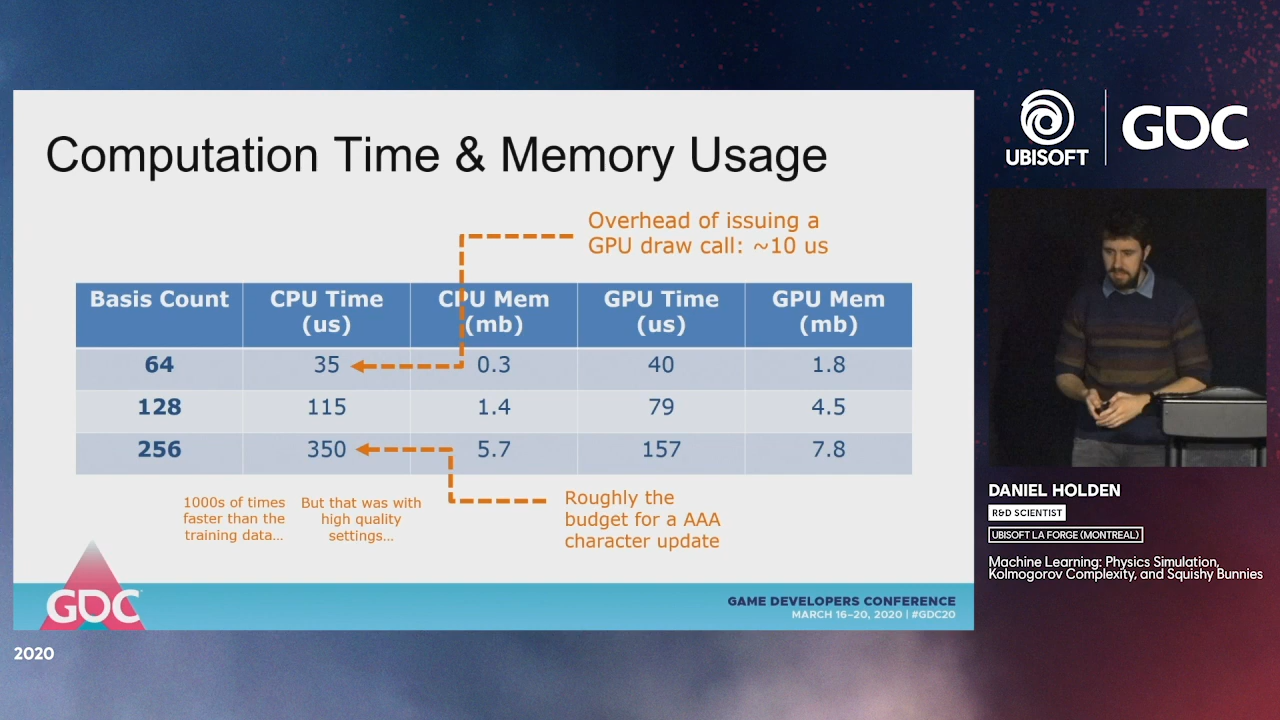 Computation Time & Memory Usage
Overhead of issuing a
GPU draw call: ~10 us
Basis Count CPU Time (us) CPU Mem (mb) GPU Time (us) GPU Mem (mb)
64 35 0.3 40 1.8
128 115 1.4 79 4.5
256 350 5.7 157 7.8
1000s of times
faster than the
training data...
But that was with
high quality
settings...
Roughly the
budget for a AAA
character update
GDC
GAME DEVELOPERS CONFERENCE
MARCH 16–20, 2020 | #GDC20
2020
UBISOFT
GDC
DANIEL HOLDEN
R&D SCIENTIST
UBISOFT LA FORGE (MONTREAL)
Machine Learning: Physics Simulation,
Kolmogorov Complexity, and Squishy Bunnies